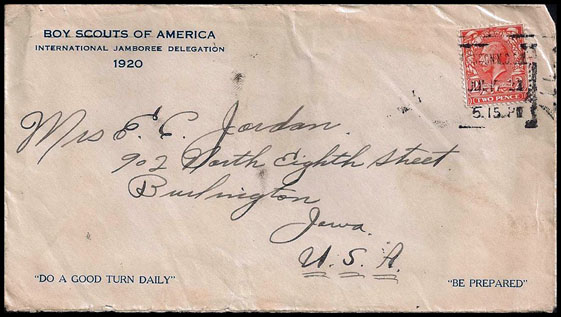 BOY SCOUTS OF AMERICA
INTERNATIONAL JAMBOREE DELEGATION
1920
TWO PENCE
5.15 PM
Mrs E. C. Jordan.
902 North Eighth Street.
Burlington
Iowa.
U. S. A.
"DO A GOOD TURN DAILY"
"BE PREPARED"